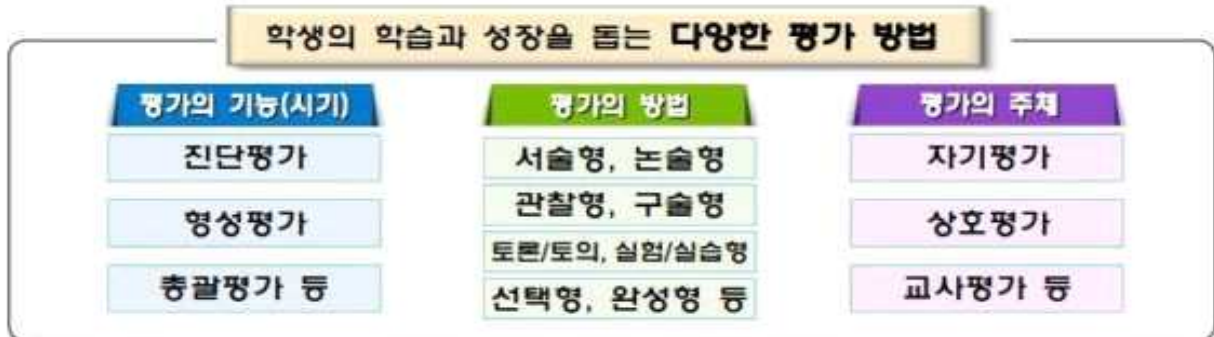 학생의 학습과 성장을 돕는 다양한 평가 방법
평가의 기능(시기)
진단평가
형성평가
총괄평가 등
평가의 방법
서술형, 논술형
관찰형, 구술형
토론/토의, 실험/실습형
선택형, 완성형 등
평가의 주체
자기평가
상호평가
교사평가 등